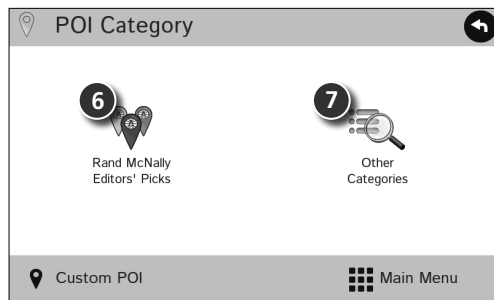 POI Category
6
7
Rand McNally
Editors' Picks
Other
Categories
Custom POI
Main Menu